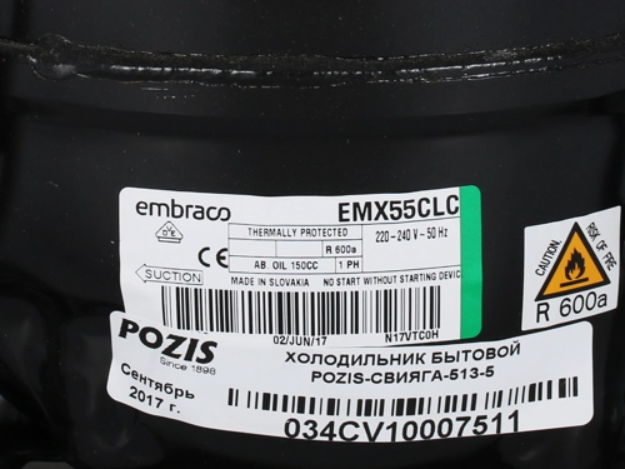 embraco EMX55CLC
VDE
THERMALLY PROTECTED
220-240 V - 50 Hz
R 600a
CE
AB. OIL 150CC 1 PH
SUCTION
MADE IN SLOVAKIA NO START WITHOUT STARTING DEVICE
02/JUN/17 N17VTC0H
CAUTION, RISK OF FIRE
R 600a
POZIS
Since 1898
Сентябрь
2017 г.
ХОЛОДИЛЬНИК БЫТОВОЙ
POZIS-СВИЯГА-513-5
034CV10007511